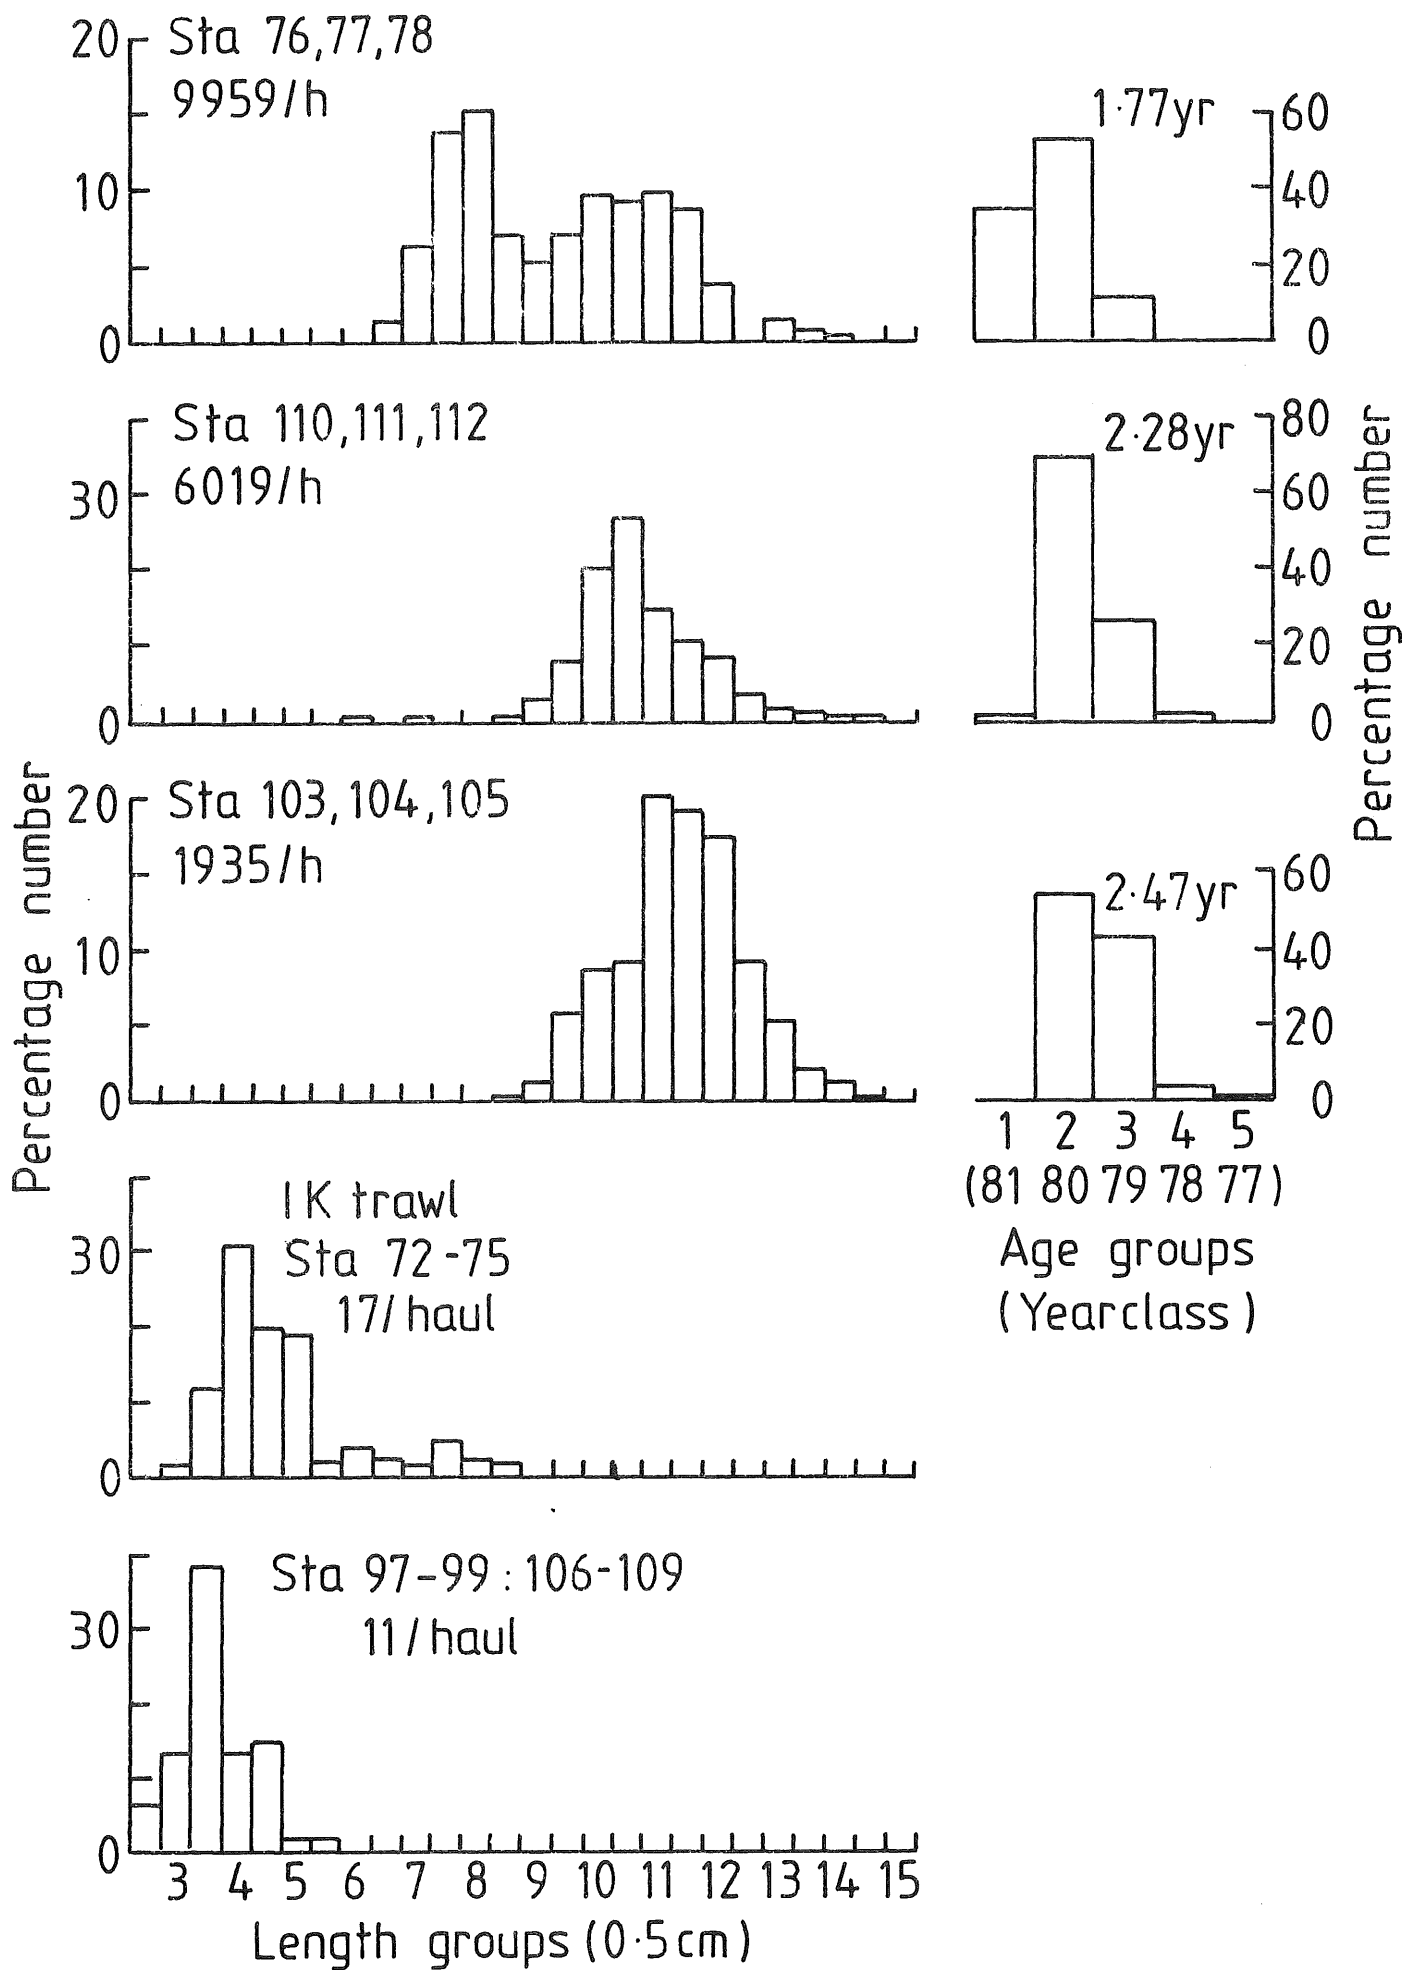 20
Sta 76,77,78
9959/h
10
0
1·77yr
60
40
20
0
Sta 110,111,112
6019/h
30
0
2·28yr
80
60
40
20
0
Percentage number
Percentage number
20
Sta 103,104,105
1935/h
10
0
2·47yr
60
40
20
0
1 2 3 4 5
(81 80 79 78 77)
Age groups
(Yearclass)
IK trawl
Sta 72-75
17/haul
30
0
Sta 97-99 : 106-109
11/haul
30
0
3 4 5 6 7 8 9 10 11 12 13 14 15
Length groups (0·5cm)